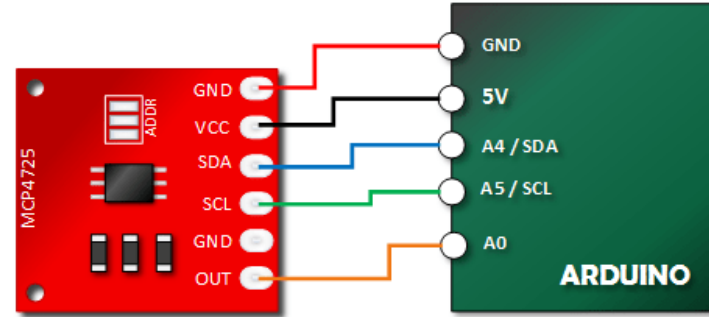 MCP4725
ADDR
GND
VCC
SDA
SCL
GND
OUT
GND
5V
A4 / SDA
A5 / SCL
A0
ARDUINO